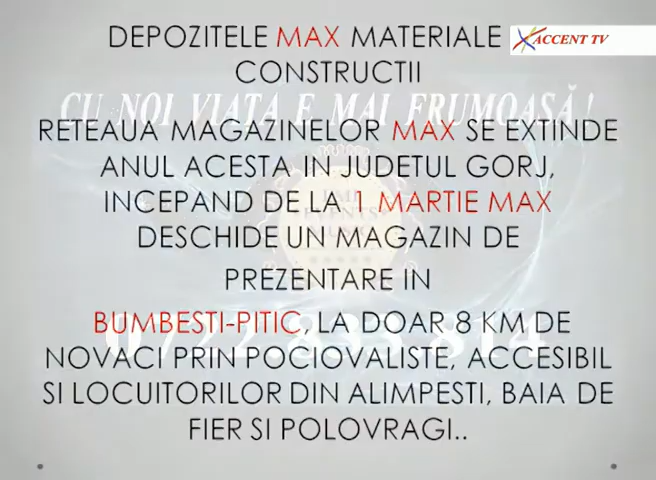 DEPOZITELE MAX MATERIALE
ACCENT TV
CONSTRUCTII
CU NOI VIAȚA E MAI FRUMOASĂ!
RETEAUA MAGAZINELOR MAX SE EXTINDE
ANUL ACESTA IN JUDETUL GORJ,
INCEPAND DE LA 1 MARTIE MAX
DESCHIDE UN MAGAZIN DE
PREZENTARE IN
BUMBESTI-PITIC, LA DOAR 8 KM DE
NOVACI PRIN POCIOVALISTE, ACCESIBIL
SI LOCUITORILOR DIN ALIMPESTI, BAIA DE
FIER SI POLOVRAGI..